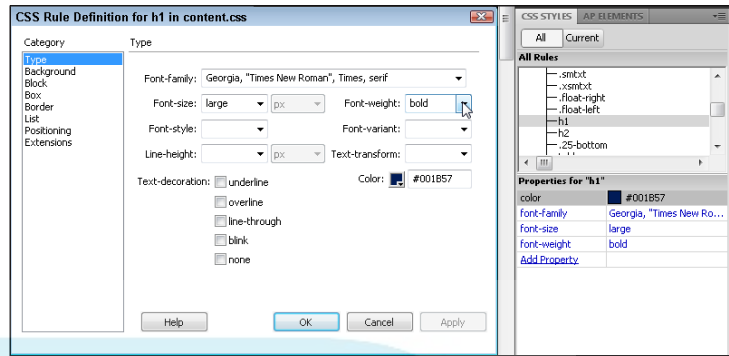 CSS Rule Definition for h1 in content.css
Category
Type
Background
Block
Box
Border
List
Positioning
Extensions
Type
Font-family: Georgia, "Times New Roman", Times, serif
Font-size: large px Font-weight: bold
Font-style: Font-variant:
Line-height: px Text-transform:
Text-decoration: underline Color: #001B57
overline
line-through
blink
none
Help OK Cancel Apply
CSS STYLES AP ELEMENTS
All Current
All Rules
.smtxt
.xsmtxt
.float-right
.float-left
h1
h2
.25-bottom
Properties for "h1"
color #001B57
font-family Georgia, "Times New Ro...
font-size large
font-weight bold
Add Property